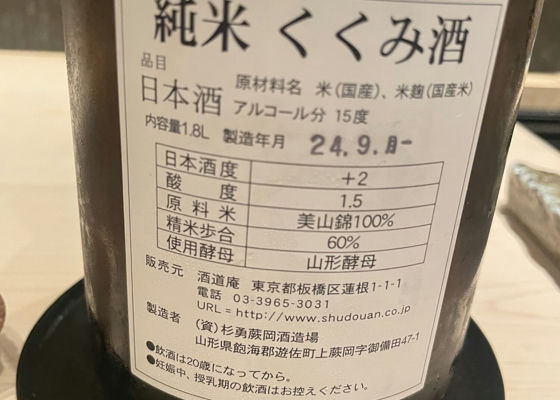 純米 くくみ酒
品目
日本酒
原材料名 米(国産)、米麹(国産米)
アルコール分 15度
内容量1.8L 製造年月 24.9.月
日本酒度 +2
酸度 1.5
原料米 美山錦100%
精米歩合 60%
使用酵母 山形酵母
販売元 酒道庵 東京都板橋区蓮根1-1-1
電話 03-3965-3031
URL=http://www.shudouan.co.jp
製造者 (資)杉勇蕨岡酒造場
山形県飽海郡遊佐町上蕨岡字御備田47-1
●飲酒は20歳になってから。
●妊娠中、授乳期の飲酒はお控えください。